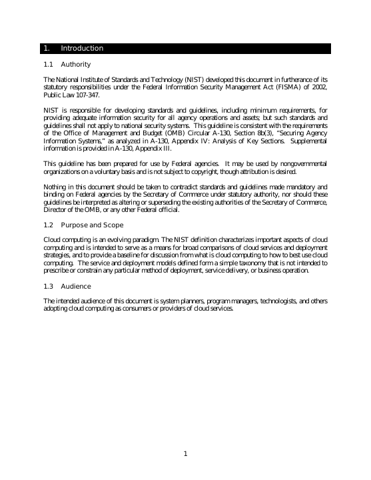 1. Introduction
1.1 Authority
The National Institute of Standards and Technology (NIST) developed this document in furtherance of its
statutory responsibilities under the Federal Information Security Management Act (FISMA) of 2002,
Public Law 107-347.
NIST is responsible for developing standards and guidelines, including minimum requirements, for
providing adequate information security for all agency operations and assets; but such standards and
guidelines shall not apply to national security systems. This guideline is consistent with the requirements
of the Office of Management and Budget (OMB) Circular A-130, Section 8b(3), “Securing Agency
Information Systems,” as analyzed in A-130, Appendix IV: Analysis of Key Sections. Supplemental
information is provided in A-130, Appendix III.
This guideline has been prepared for use by Federal agencies. It may be used by nongovernmental
organizations on a voluntary basis and is not subject to copyright, though attribution is desired.
Nothing in this document should be taken to contradict standards and guidelines made mandatory and
binding on Federal agencies by the Secretary of Commerce under statutory authority, nor should these
guidelines be interpreted as altering or superseding the existing authorities of the Secretary of Commerce,
Director of the OMB, or any other Federal official.
1.2 Purpose and Scope
Cloud computing is an evolving paradigm. The NIST definition characterizes important aspects of cloud
computing and is intended to serve as a means for broad comparisons of cloud services and deployment
strategies, and to provide a baseline for discussion from what is cloud computing to how to best use cloud
computing. The service and deployment models defined form a simple taxonomy that is not intended to
prescribe or constrain any particular method of deployment, service delivery, or business operation.
1.3 Audience
The intended audience of this document is system planners, program managers, technologists, and others
adopting cloud computing as consumers or providers of cloud services.
1